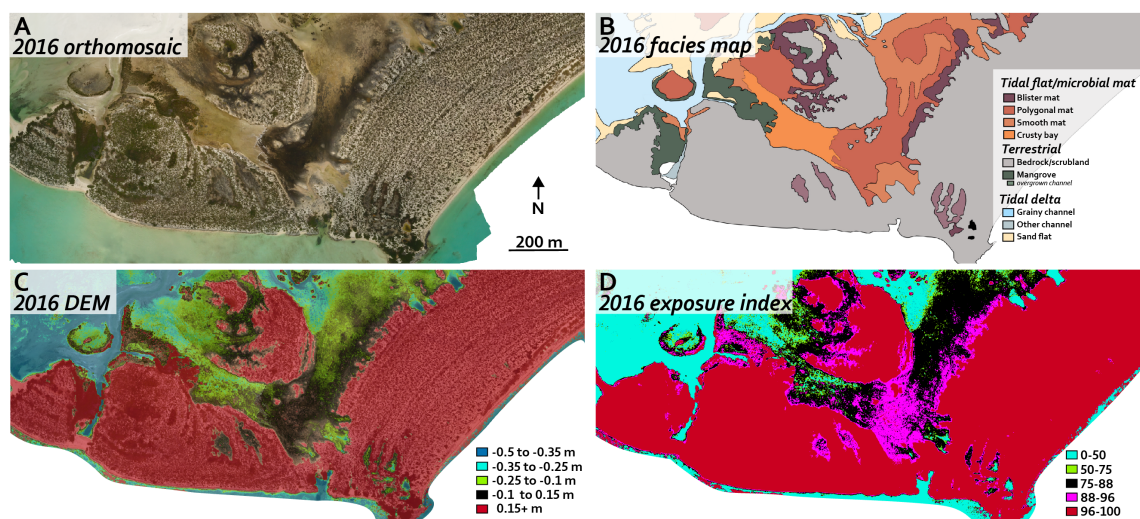 A
2016 orthomosaic
N
200 m
B
2016 facies map
Tidal flat/microbial mat
Blister mat
Polygonal mat
Smooth mat
Crusty bay
Terrestrial
Bedrock/scrubland
Mangrove
overgrown channel
Tidal delta
Grainy channel
Other channel
Sand flat
C
2016 DEM
-0.5 to -0.35 m
-0.35 to -0.25 m
-0.25 to -0.1 m
-0.1 to 0.15 m
0.15+ m
D
2016 exposure index
0-50
50-75
75-88
88-96
96-100